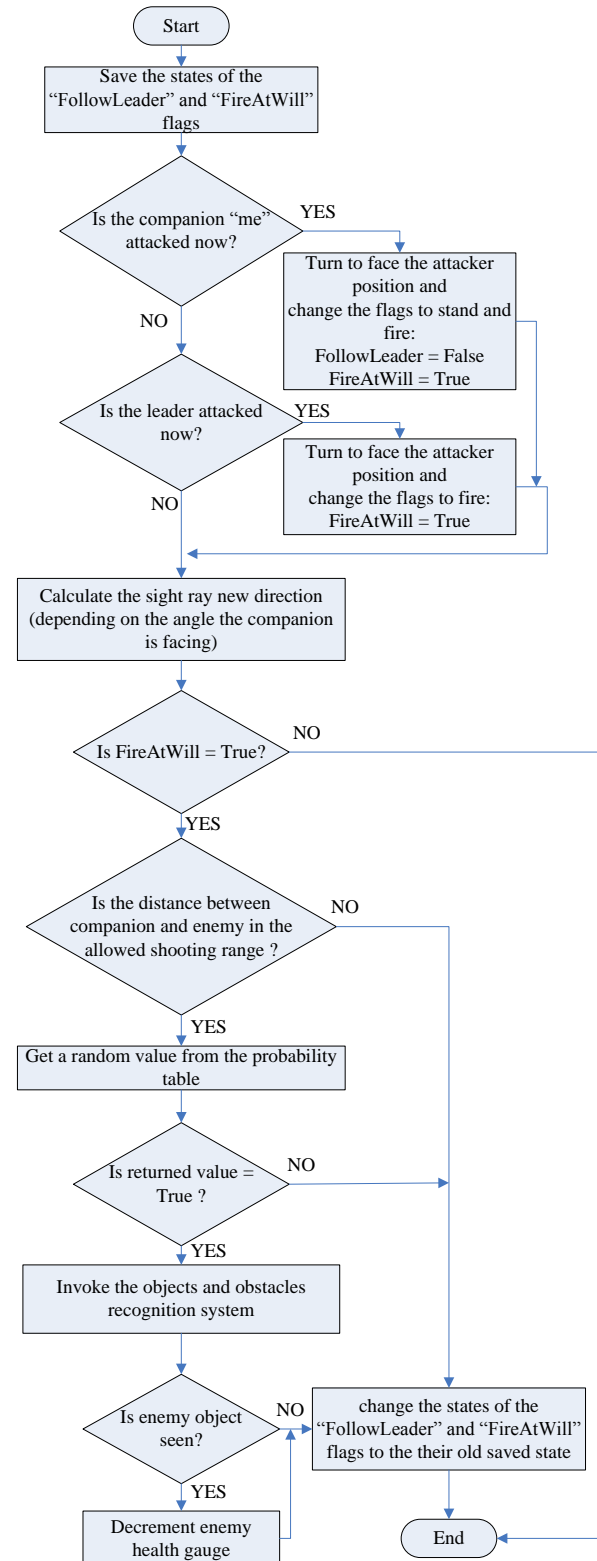 Start
Save the states of the
“FollowLeader” and “FireAtWill”
flags
Is the companion “me”
attacked now?
YES
Turn to face the attacker
position and
change the flags to stand and
fire:
FollowLeader = False
FireAtWill = True
NO
Is the leader attacked
now?
YES
Turn to face the attacker
position and
change the flags to fire:
FireAtWill = True
NO
Calculate the sight ray new direction
(depending on the angle the companion
is facing)
Is FireAtWill = True?
NO
YES
Is the distance between
companion and enemy in the
allowed shooting range ?
NO
YES
Get a random value from the probability
table
Is returned value =
True ?
NO
YES
Invoke the objects and obstacles
recognition system
Is enemy object
seen?
NO
change the states of the
“FollowLeader” and “FireAtWill”
flags to the their old saved state
YES
Decrement enemy
health gauge
End